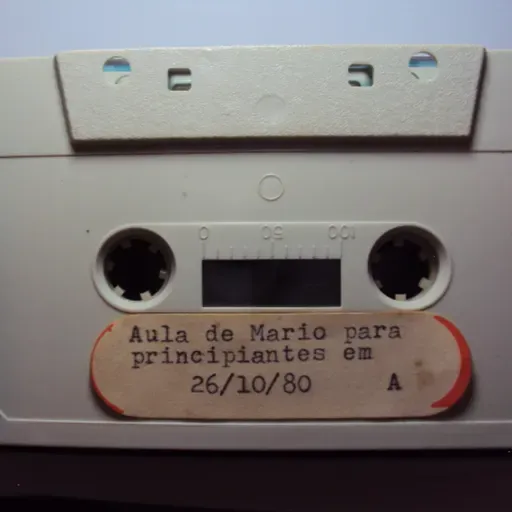 0 50 100
Aula de Mario para
principiantes em
26/10/80 A